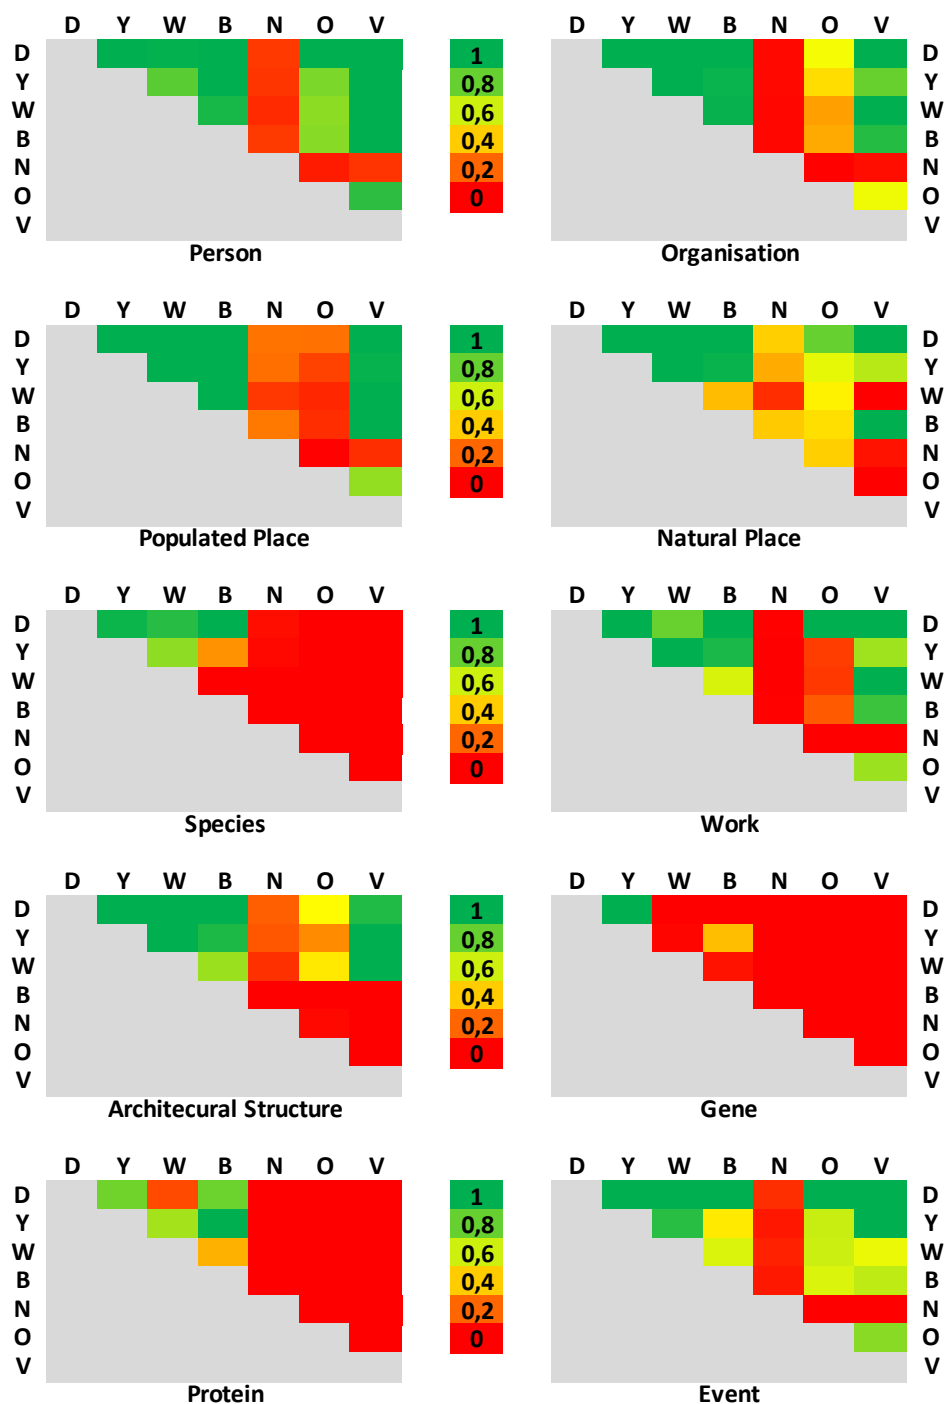 D Y W B N O V D Y W B N O V
D 1 D
Y 0,8 Y
W 0,6 W
B 0,4 B
N 0,2 N
O 0 O
V V
Person Organisation
D Y W B N O V D Y W B N O V
D 1 D
Y 0,8 Y
W 0,6 W
B 0,4 B
N 0,2 N
O 0 O
V V
Populated Place Natural Place
D Y W B N O V D Y W B N O V
D 1 D
Y 0,8 Y
W 0,6 W
B 0,4 B
N 0,2 N
O 0 O
V V
Species Work
D Y W B N O V D Y W B N O V
D 1 D
Y 0,8 Y
W 0,6 W
B 0,4 B
N 0,2 N
O 0 O
V V
Architecural Structure Gene
D Y W B N O V D Y W B N O V
D 1 D
Y 0,8 Y
W 0,6 W
B 0,4 B
N 0,2 N
O 0 O
V V
Protein Event